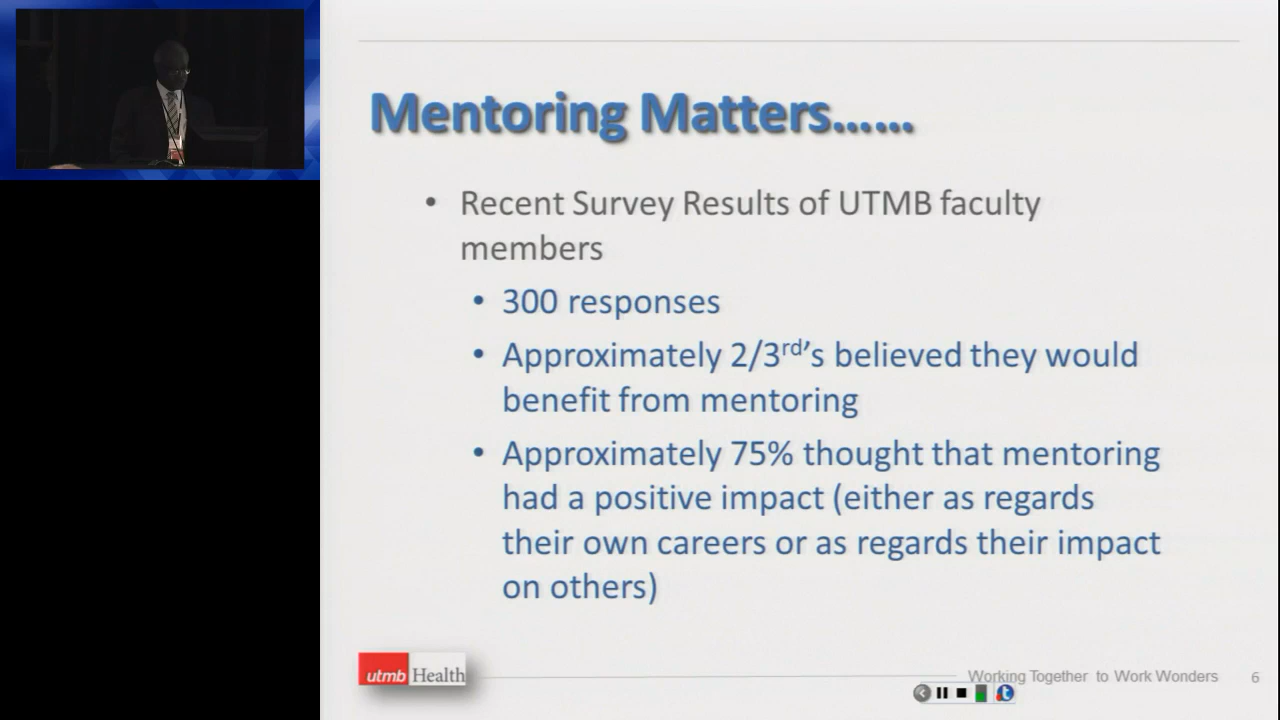 Mentoring Matters......
• Recent Survey Results of UTMB faculty
members
• 300 responses
• Approximately 2/3rd's believed they would
benefit from mentoring
• Approximately 75% thought that mentoring
had a positive impact (either as regards
their own careers or as regards their impact
on others)
utmb Health
Working Together to Work Wonders 6